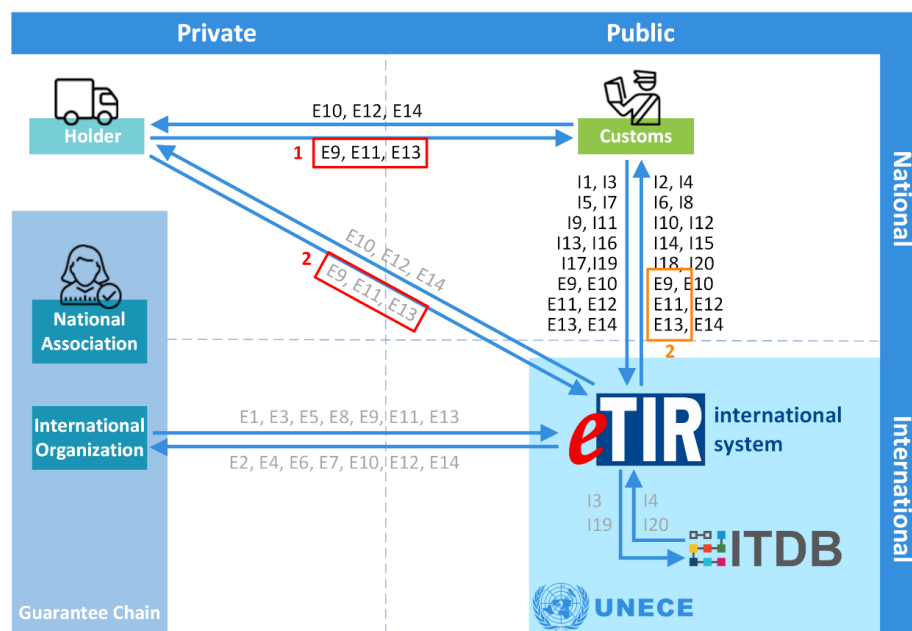 Private
Public
National
International
Holder
Customs
E10, E12, E14
1
E9, E11, E13
E10, E12, E14
2
E9, E11, E13
I1, I3
I5, I7
I9, I11
I13, I16
I17,I19
E9, E10
E11, E12
E13, E14
I2, I4
I6, I8
I10, I12
I14, I15
I18, I20
E9, E10
E11, E12
E13, E14
2
National
Association
International
Organization
E1, E3, E5, E8, E9, E11, E13
E2, E4, E6, E7, E10, E12, E14
eTIR
international
system
I3
I19
I4
I20
ITDB
Guarantee Chain
UNECE